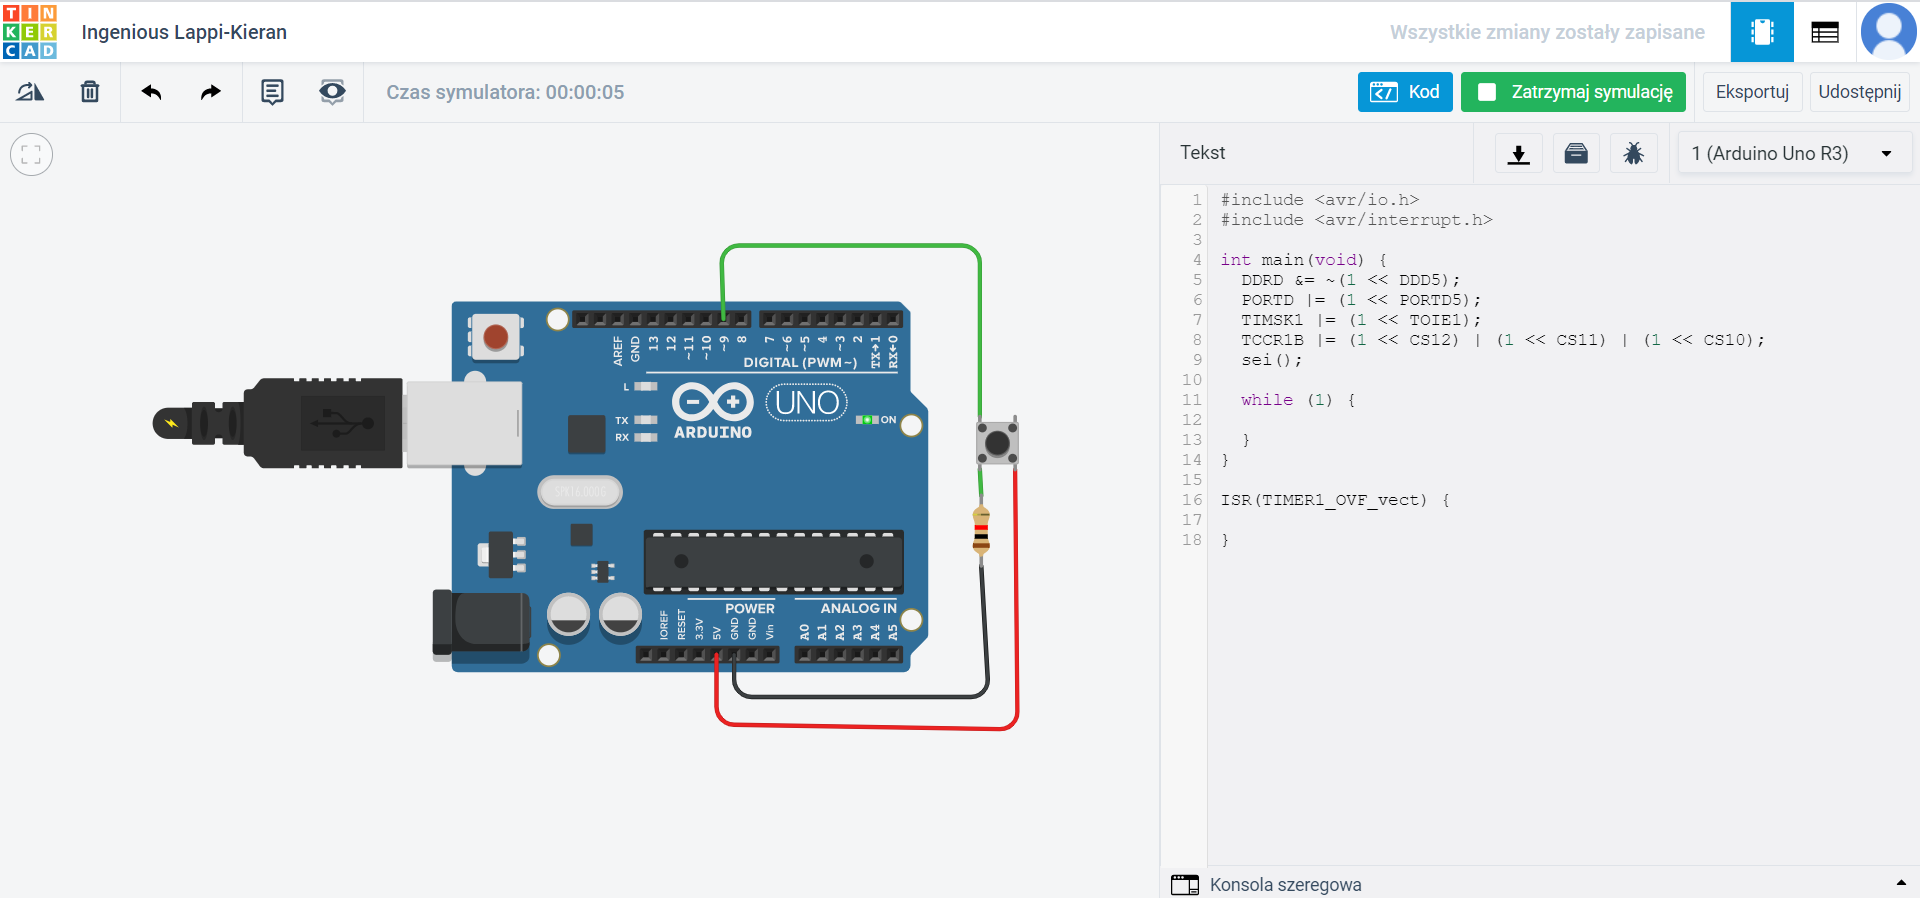 TIN
KER
CAD
Ingenious Lappi-Kieran
Wszystkie zmiany zostały zapisane
Czas symulatora: 00:00:05
Kod
Zatrzymaj symulację
Eksportuj
Udostępnij
Tekst
1 (Arduino Uno R3)
AREF
GND
13
12
~11
~10
~9
8
7
~6
~5
4
~3
2
TX→1
RX←0
DIGITAL (PWM~)
L
TX
RX
UNO
ARDUINO
ON
POWER
ANALOG IN
IOREF
RESET
3.3V
5V
GND
GND
Vin
A0
A1
A2
A3
A4
A5
1 #include <avr/io.h>
2 #include <avr/interrupt.h>
3
4 int main(void) {
5 DDRD &= ~(1 << DDD5);
6 PORTD |= (1 << PORTD5);
7 TIMSK1 |= (1 << TOIE1);
8 TCCR1B |= (1 << CS12) | (1 << CS11) | (1 << CS10);
9 sei();
10
11 while (1) {
12
13 }
14 }
15
16 ISR(TIMER1_OVF_vect) {
17
18 }
Konsola szeregowa